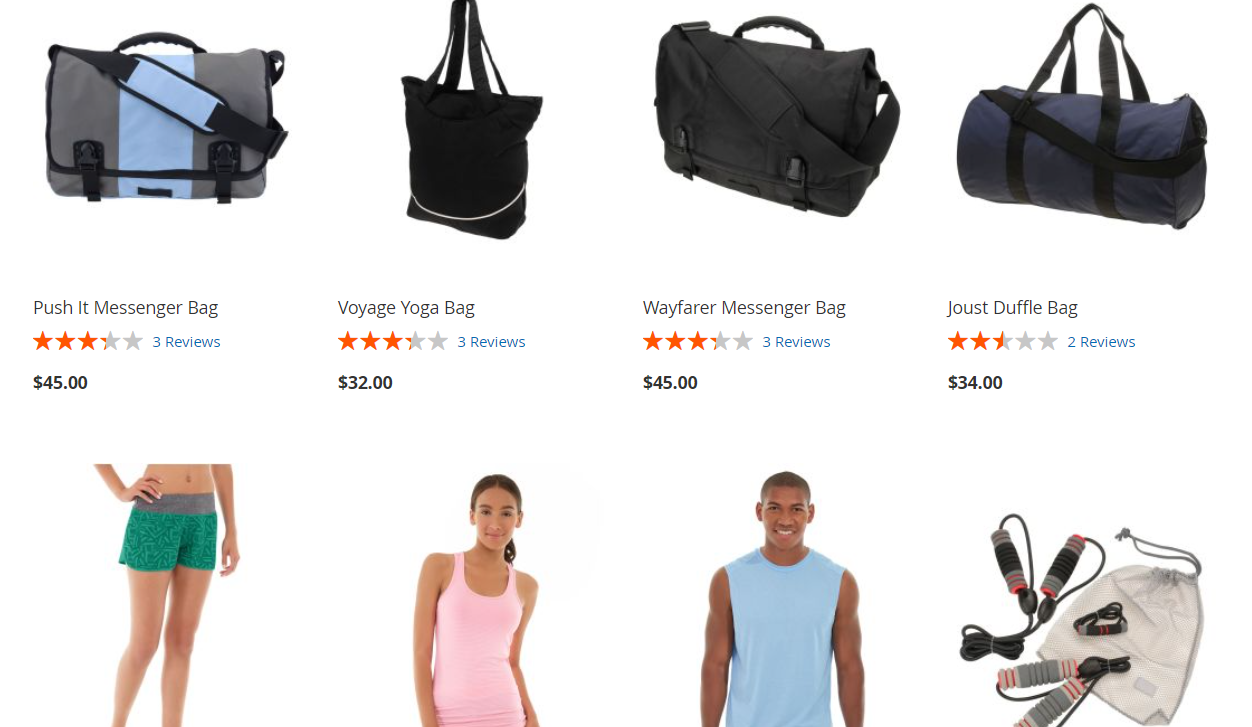 Push It Messenger Bag
Voyage Yoga Bag
Wayfarer Messenger Bag
Joust Duffle Bag
3 Reviews
3 Reviews
3 Reviews
2 Reviews
$45.00
$32.00
$45.00
$34.00